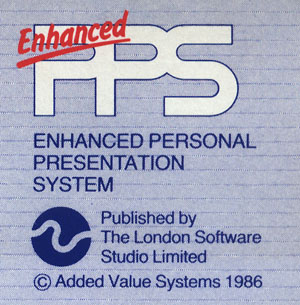 Enhanced
PPS
ENHANCED PERSONAL
PRESENTATION
SYSTEM
Published by
The London Software
Studio Limited
© Added Value Systems 1986